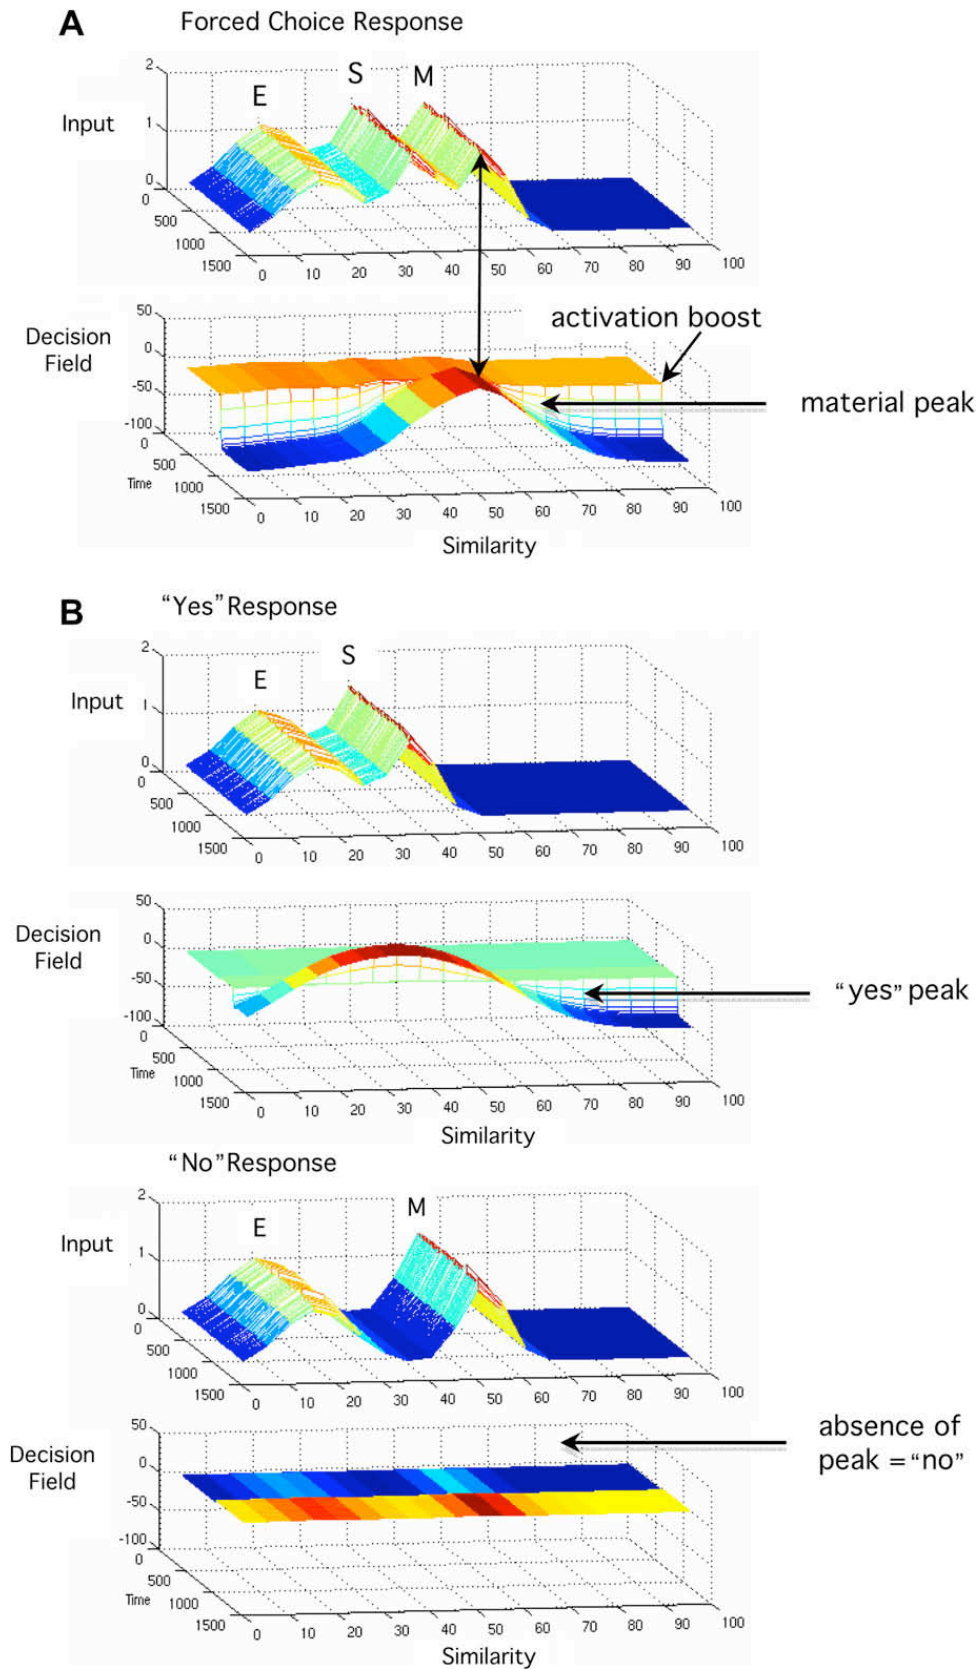 A Forced Choice Response
2
E S M
Input
1
0
0
500
1000
1500
0 10 20 30 40 50 60 70 80 90 100
50
Decision
Field
0
activation boost
-50
material peak
-100
0
500
Time
1000
1500
0 10 20 30 40 50 60 70 80 90 100
Similarity
B “Yes” Response
2
E S
Input
1
0
0
500
1000
1500
0 10 20 30 40 50 60 70 80 90 100
50
Decision
Field
0
-50
“yes” peak
-100
0
500
Time
1000
1500
0 10 20 30 40 50 60 70 80 90 100
Similarity
“No” Response
2
E M
Input
1
0
0
500
1000
1500
0 10 20 30 40 50 60 70 80 90 100
50
absence of
peak = “no”
Decision
Field
0
-50
-100
0
500
Time
1000
1500
0 10 20 30 40 50 60 70 80 90 100
Similarity